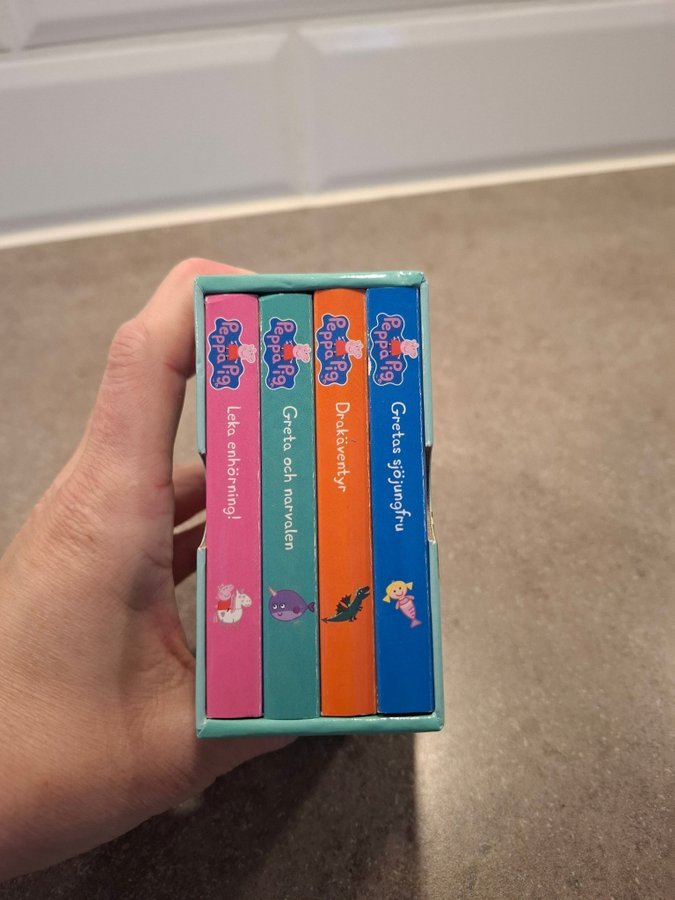 Peppa Pig
Leka enhörning!
Peppa Pig
Greta och narvalen
Peppa Pig
Drakäventyr
Peppa Pig
Gretas sjöjungfru